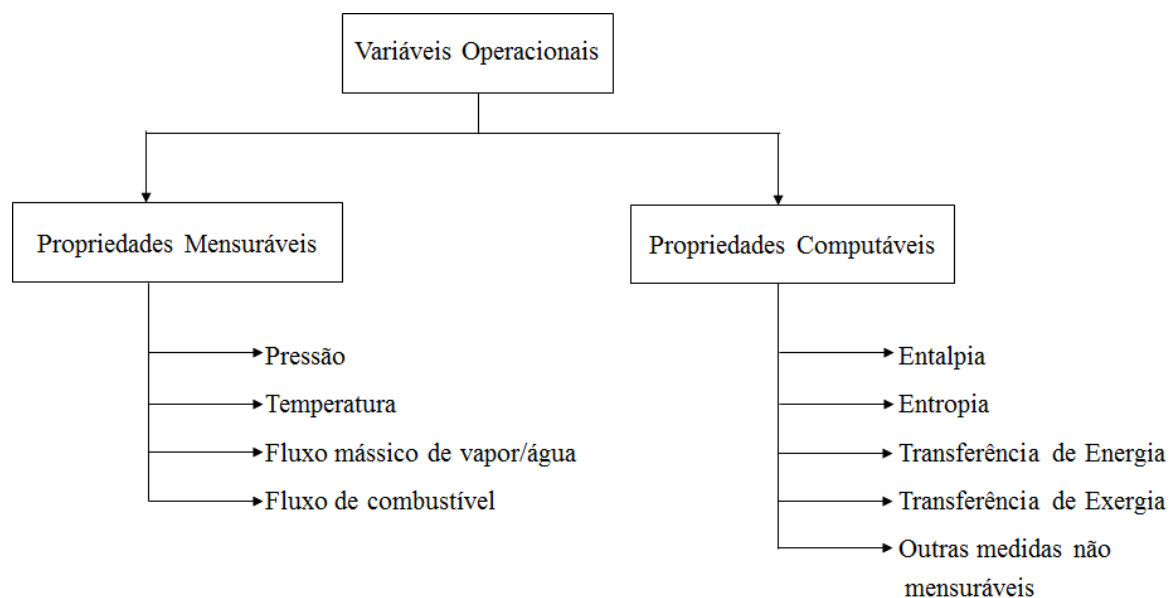 Variáveis Operacionais
Propriedades Mensuráveis
Propriedades Computáveis
Pressão
Temperatura
Fluxo mássico de vapor/água
Fluxo de combustível
Entalpia
Entropia
Transferência de Energia
Transferência de Exergia
Outras medidas não
mensuráveis